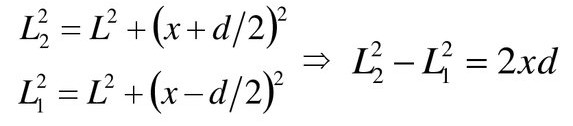 L₂² = L² + (x + d/2)²
L₁² = L² + (x − d/2)² ⇒ L₂² − L₁² = 2xd